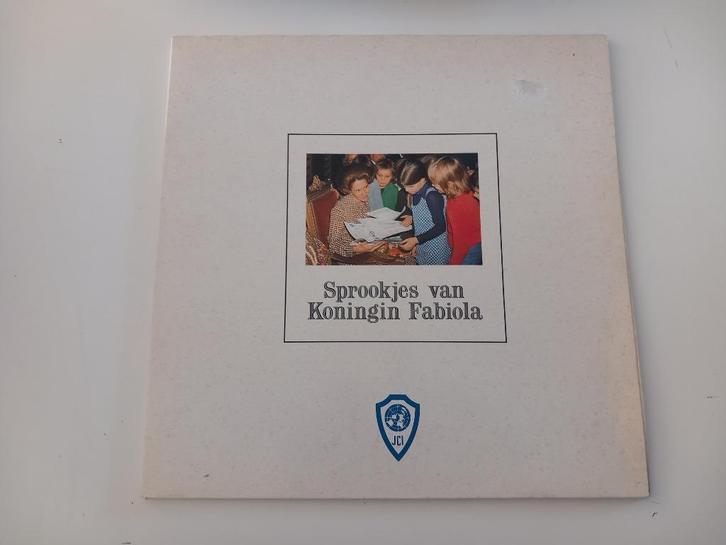 Sprookjes van
Koningin Fabiola
JCI